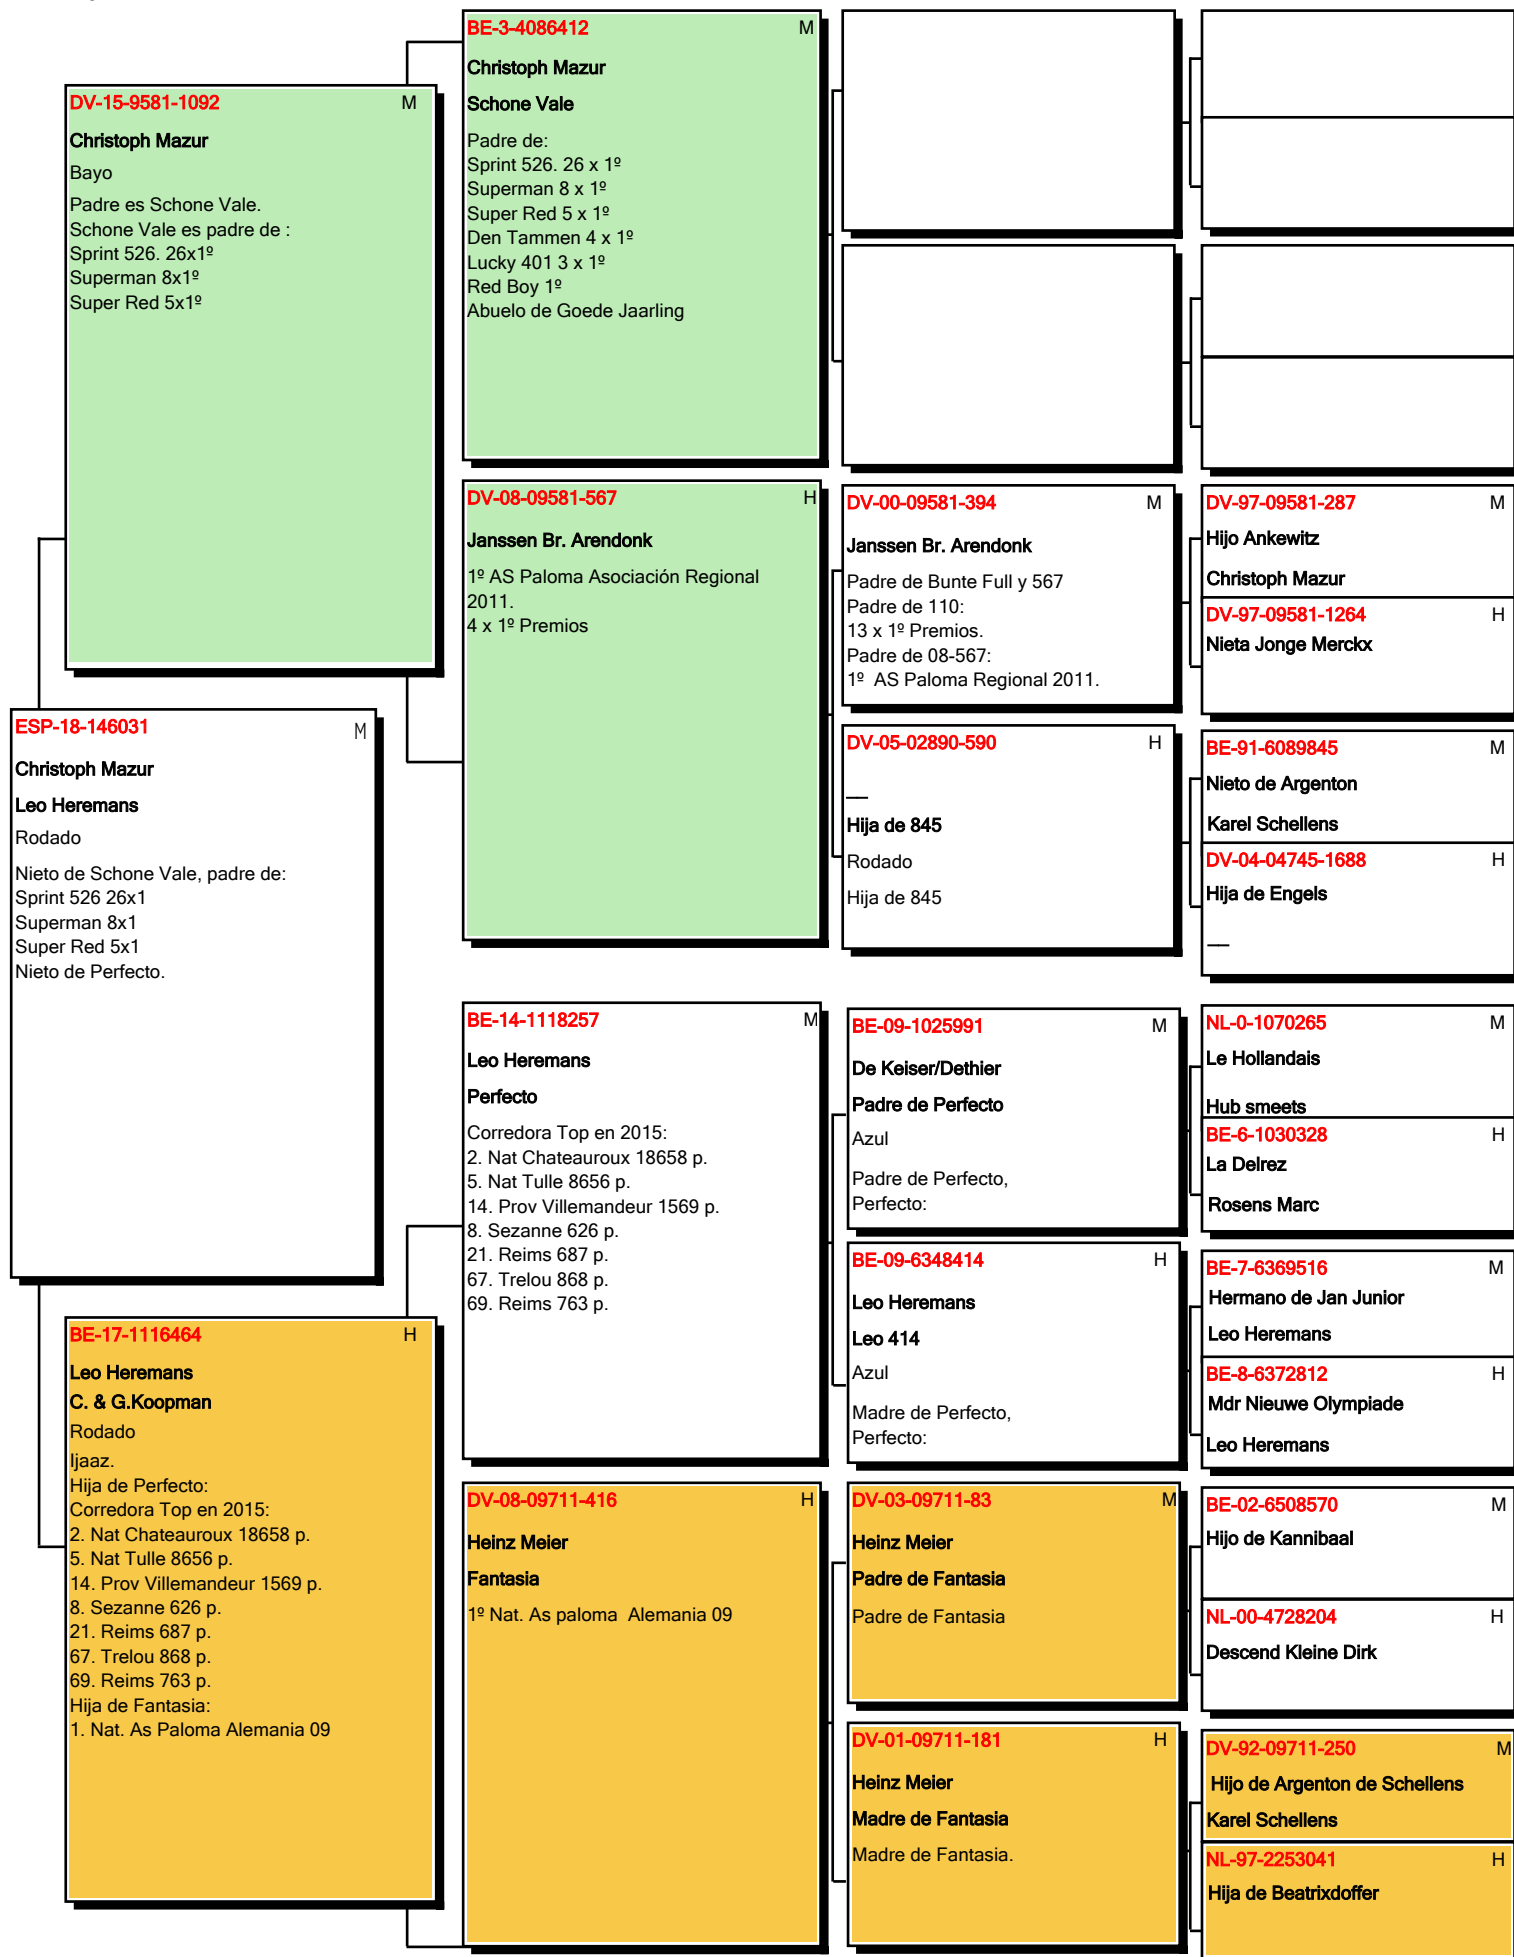 BE-3-4086412 M
Christoph Mazur
Schone Vale
Padre de:
Sprint 526. 26 x 1º
Superman 8 x 1º
Super Red 5 x 1º
Den Tammen 4 x 1º
Lucky 401 3 x 1º
Red Boy 1º
Abuelo de Goede Jaarling
DV-15-9581-1092 M
Christoph Mazur
Bayo
Padre es Schone Vale.
Schone Vale es padre de :
Sprint 526. 26x1º
Superman 8x1º
Super Red 5x1º
DV-08-09581-567 H
Janssen Br. Arendonk
1º AS Paloma Asociación Regional
2011.
4 x 1º Premios
DV-00-09581-394 M
Janssen Br. Arendonk
Padre de Bunte Full y 567
Padre de 110:
13 x 1º Premios.
Padre de 08-567:
1º AS Paloma Regional 2011.
DV-97-09581-287 M
Hijo Ankewitz
Christoph Mazur
DV-97-09581-1264 H
Nieta Jonge Merckx
ESP-18-146031 M
Christoph Mazur
Leo Heremans
Rodado
Nieto de Schone Vale, padre de:
Sprint 526 26x1
Superman 8x1
Super Red 5x1
Nieto de Perfecto.
DV-05-02890-590 H
__
Hija de 845
Rodado
Hija de 845
BE-91-6089845 M
Nieto de Argenton
Karel Schellens
DV-04-04745-1688 H
Hija de Engels
__
BE-14-1118257 M
Leo Heremans
Perfecto
Corredora Top en 2015:
2. Nat Chateauroux 18658 p.
5. Nat Tulle 8656 p.
14. Prov Villemandeur 1569 p.
8. Sezanne 626 p.
21. Reims 687 p.
67. Trelou 868 p.
69. Reims 763 p.
BE-09-1025991 M
De Keiser/Dethier
Padre de Perfecto
Azul
Padre de Perfecto,
Perfecto:
NL-0-1070265 M
Le Hollandais
Hub smeets
BE-6-1030328 H
La Delrez
Rosens Marc
BE-09-6348414 H
Leo Heremans
Leo 414
Azul
Madre de Perfecto,
Perfecto:
BE-7-6369516 M
Hermano de Jan Junior
Leo Heremans
BE-8-6372812 H
Mdr Nieuwe Olympiade
Leo Heremans
BE-17-1116464 H
Leo Heremans
C. & G.Koopman
Rodado
Ijaaz.
Hija de Perfecto:
Corredora Top en 2015:
2. Nat Chateauroux 18658 p.
5. Nat Tulle 8656 p.
14. Prov Villemandeur 1569 p.
8. Sezanne 626 p.
21. Reims 687 p.
67. Trelou 868 p.
69. Reims 763 p.
Hija de Fantasia:
1. Nat. As Paloma Alemania 09
DV-08-09711-416 H
Heinz Meier
Fantasia
1º Nat. As paloma Alemania 09
DV-03-09711-83 M
Heinz Meier
Padre de Fantasia
Padre de Fantasia
BE-02-6508570 M
Hijo de Kannibaal
NL-00-4728204 H
Descend Kleine Dirk
DV-01-09711-181 H
Heinz Meier
Madre de Fantasia
Madre de Fantasia.
DV-92-09711-250 M
Hijo de Argenton de Schellens
Karel Schellens
NL-97-2253041 H
Hija de Beatrixdoffer